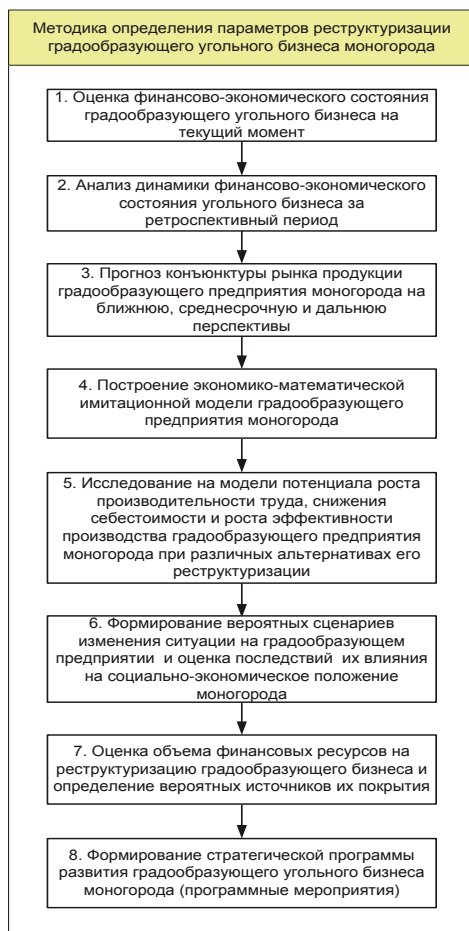 Методика определения параметров реструктуризации
градообразующего угольного бизнеса моногорода
1. Оценка финансово-экономического состояния
градообразующего угольного бизнеса на
текущий момент
2. Анализ динамики финансово-экономического
состояния угольного бизнеса за
ретроспективный период
3. Прогноз конъюнктуры рынка продукции
градообразующего предприятия моногорода на
ближнюю, среднесрочную и дальнюю
перспективы
4. Построение экономико-математической
имитационной модели градообразующего
предприятия моногорода
5. Исследование на модели потенциала роста
производительности труда, снижения
себестоимости и роста эффективности
производства градообразующего предприятия
моногорода при различных альтернативах его
реструктуризации
6. Формирование вероятных сценариев
изменения ситуации на градообразующем
предприятии и оценка последствий их влияния
на социально-экономическое положение
моногорода
7. Оценка объема финансовых ресурсов на
реструктуризацию градообразующего бизнеса и
определение вероятных источников их покрытия
8. Формирование стратегической программы
развития градообразующего угольного бизнеса
моногорода (программные мероприятия)